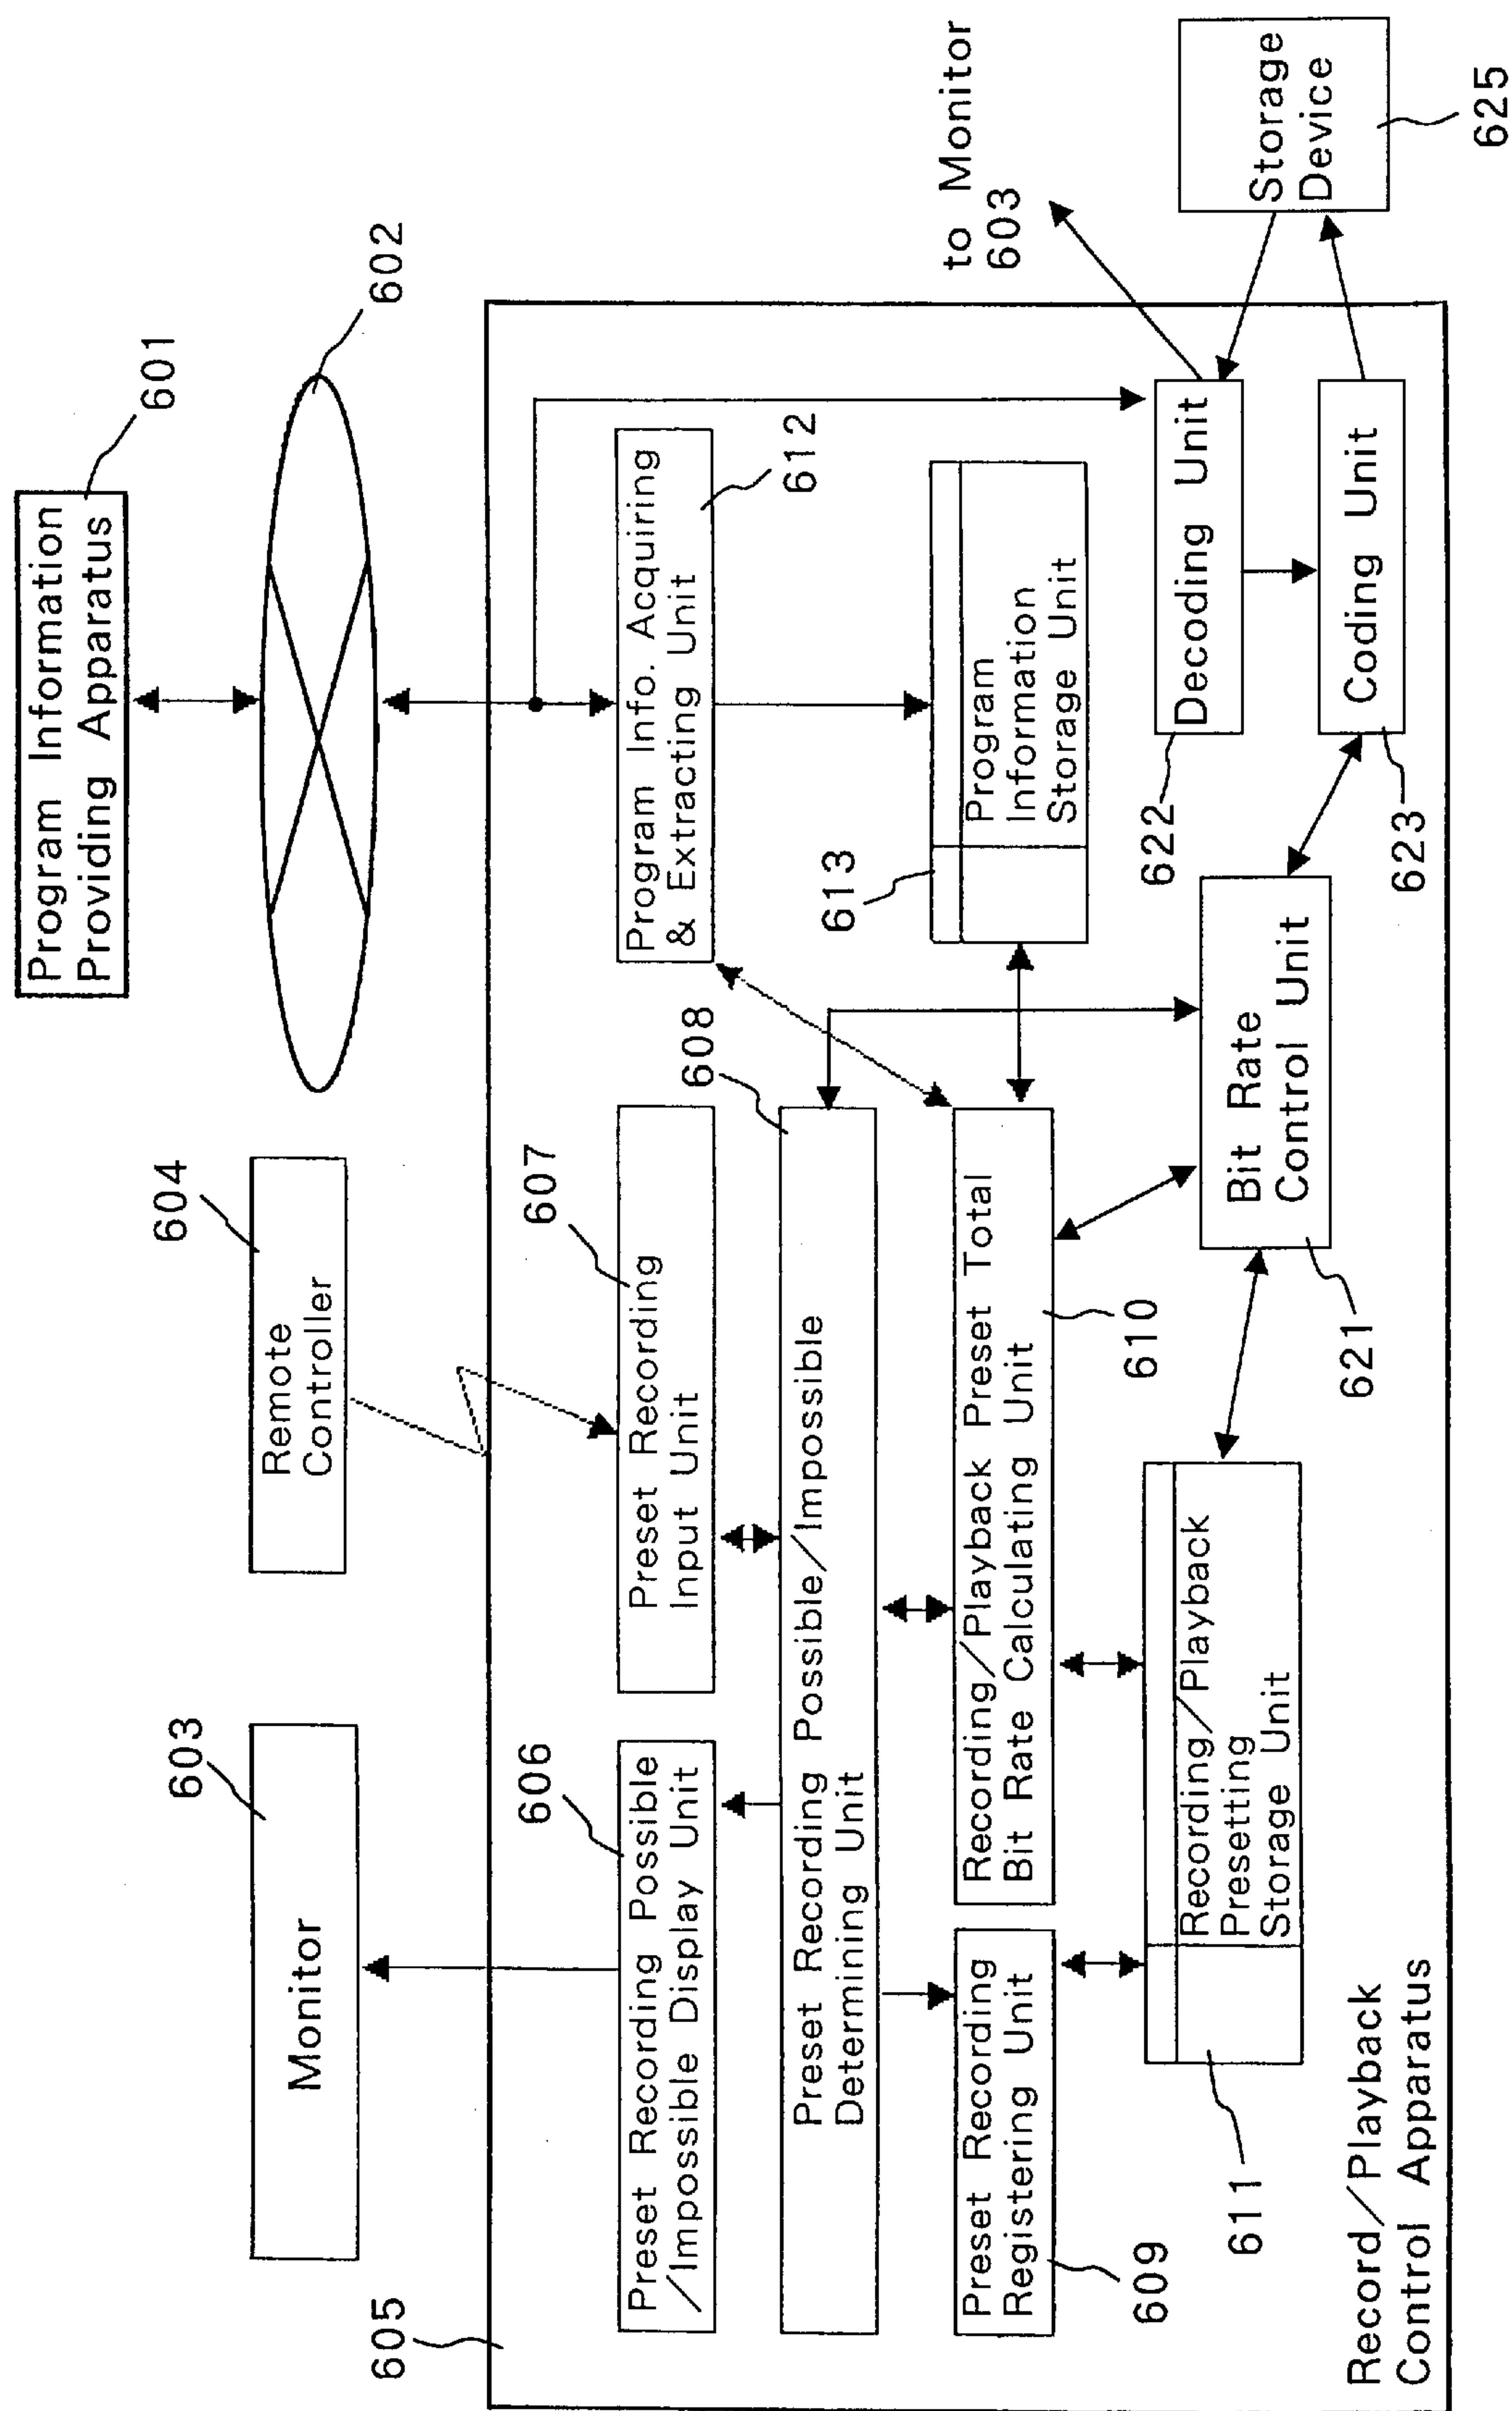 Program Information
Providing Apparatus
601
602
603
Monitor
604
Remote
Controller
605
606
Preset Recording Possible
/Impossible Display Unit
607
Preset Recording
Input Unit
Program Info. Acquiring
& Extracting Unit
612
608
Preset Recording Possible/Impossible
Determining Unit
613
Program
Information
Storage Unit
to Monitor
603
Preset Recording
Registering Unit
609
Recording/Playback Preset Total
Bit Rate Calculating Unit
610
622
Decoding Unit
Storage
Device
625
611
Recording/Playback
Presetting
Storage Unit
Bit Rate
Control Unit
621
Coding Unit
623
Record/Playback
Control Apparatus